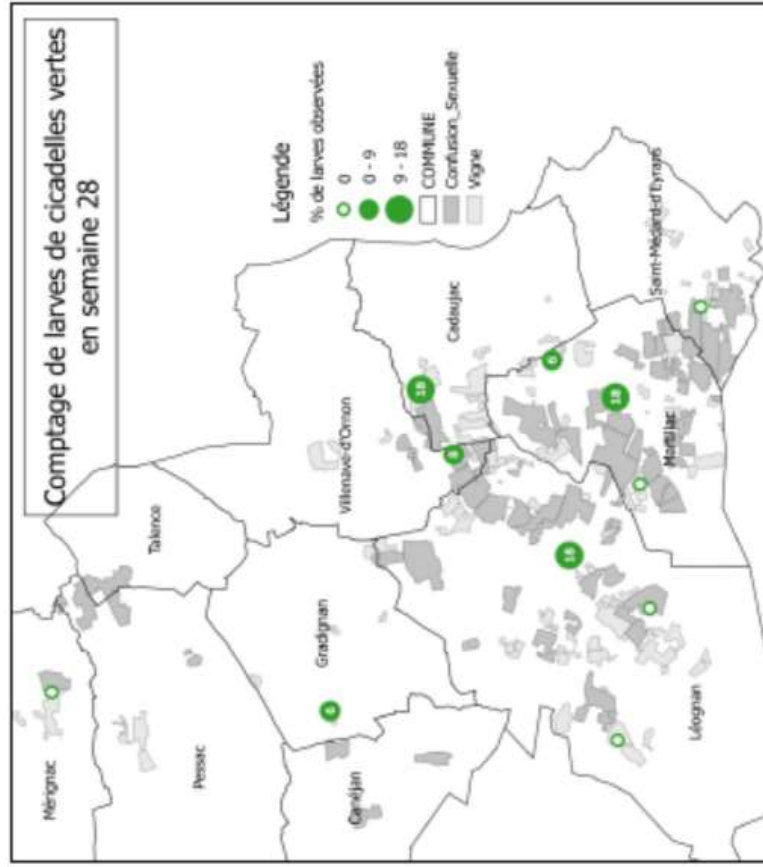 Comptage de larves de cicadelles vertes
en semaine 28
Légende
% de larves observées
0
0 - 9
9 - 18
COMMUNE
Confusion_Sexuelle
Vigne
Mérignac
Talence
Pessac
Villenave-d'Ornon
Gradignan
6
Canéjan
Cadaujac
18
Saint-Médard-d'Eyrans
18
18
Martillac
Léognan